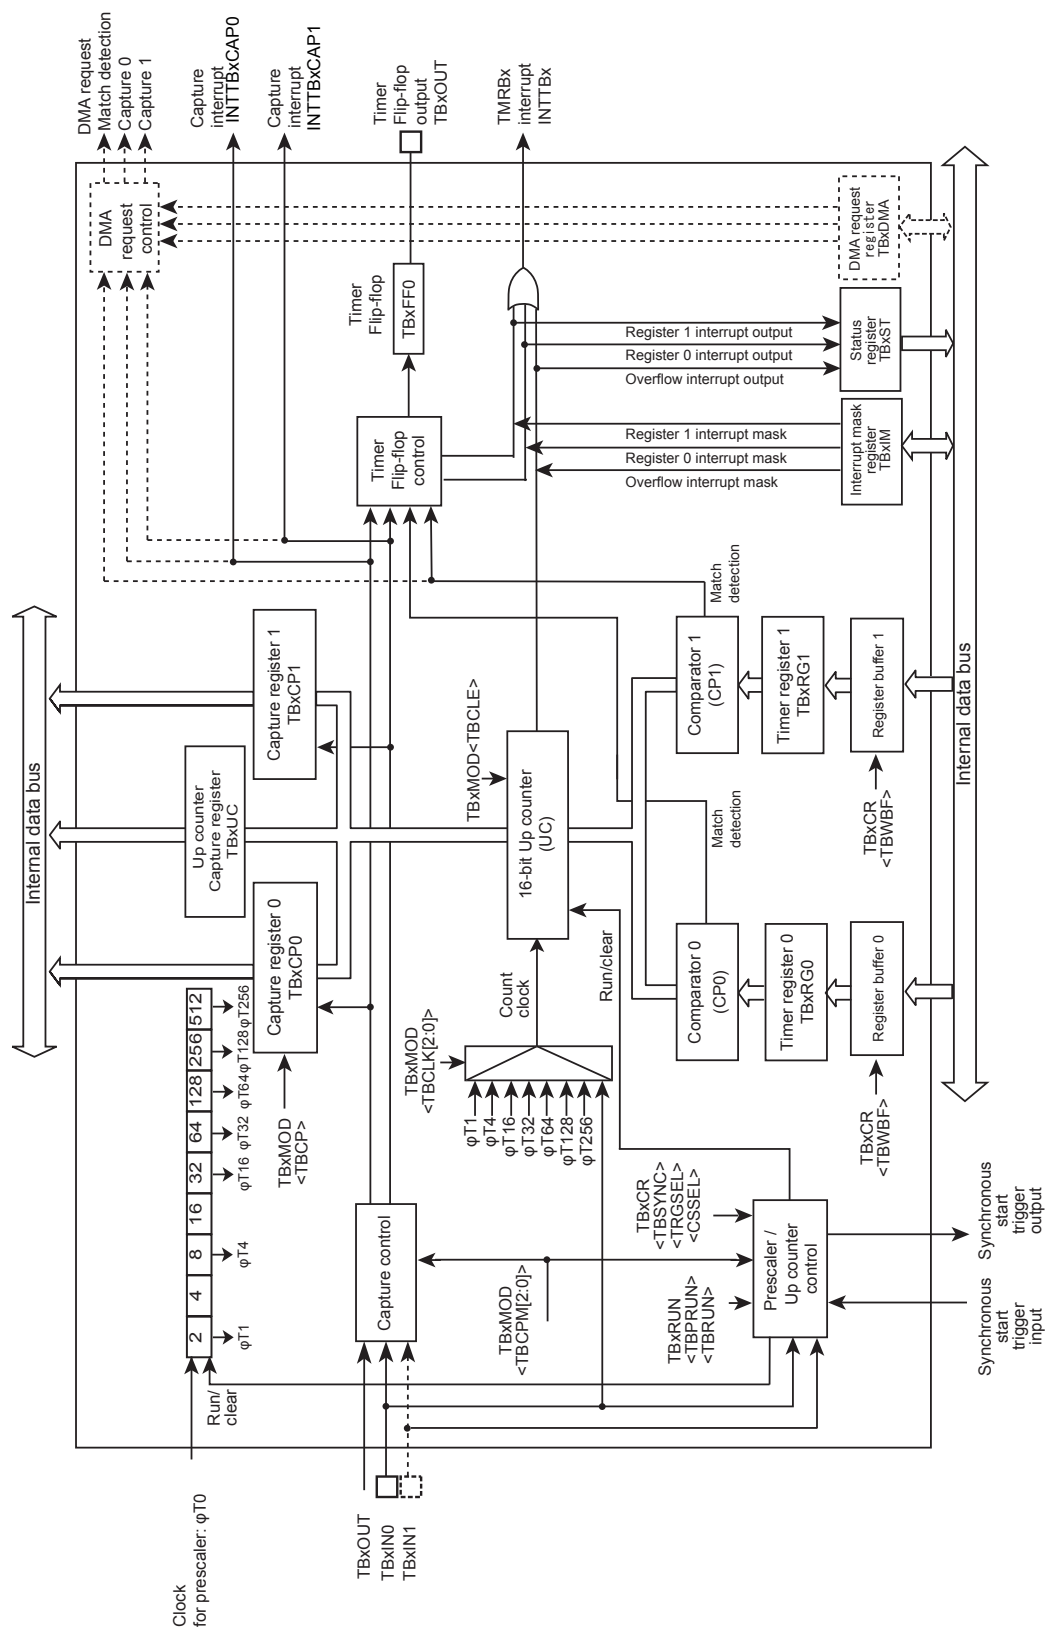 Internal data bus
Clock
for prescaler: φT0
Run/
clear
2
4
8
16
32
64
128
256
512
φT1
φT4
φT16
φT32
φT64
φT128
φT256
TBxOUT
TBxIN0
TBxIN1
Capture control
TBxMOD
<TBCPM[2:0]>
TBxMOD
<TBCP>
Capture register 0
TBxCP0
Up counter
Capture register
TBxUC
Capture register 1
TBxCP1
TBxMOD
<TBCLK[2:0]>
φT1
φT4
φT16
φT32
φT64
φT128
φT256
Count
clock
TBxMOD<TBCLE>
16-bit Up counter
(UC)
Run/clear
TBxRUN
<TBPRUN>
<TBRUN>
TBxCR
<TBSYNC>
<TRGSEL>
<CSSEL>
Prescaler /
Up counter
control
Synchronous
start
trigger
input
Synchronous
start
trigger
output
Comparator 0
(CP0)
Match
detection
Timer register 0
TBxRG0
Register buffer 0
TBxCR
<TBWBF>
Comparator 1
(CP1)
Match
detection
Timer register 1
TBxRG1
Register buffer 1
TBxCR
<TBWBF>
Internal data bus
Timer
Flip-flop
control
Timer
Flip-flop
TBxFF0
Register 1 interrupt output
Register 0 interrupt output
Overflow interrupt output
Register 1 interrupt mask
Register 0 interrupt mask
Overflow interrupt mask
Interrupt mask
register
TBxIM
Status
register
TBxST
DMA request
register
TBxDMA
DMA
request
control
DMA request
Match detection
Capture 0
Capture 1
Capture
interrupt
INTTBxCAP0
Capture
interrupt
INTTBxCAP1
Timer
Flip-flop
output
TBxOUT
TMRBx
interrupt
INTTBx